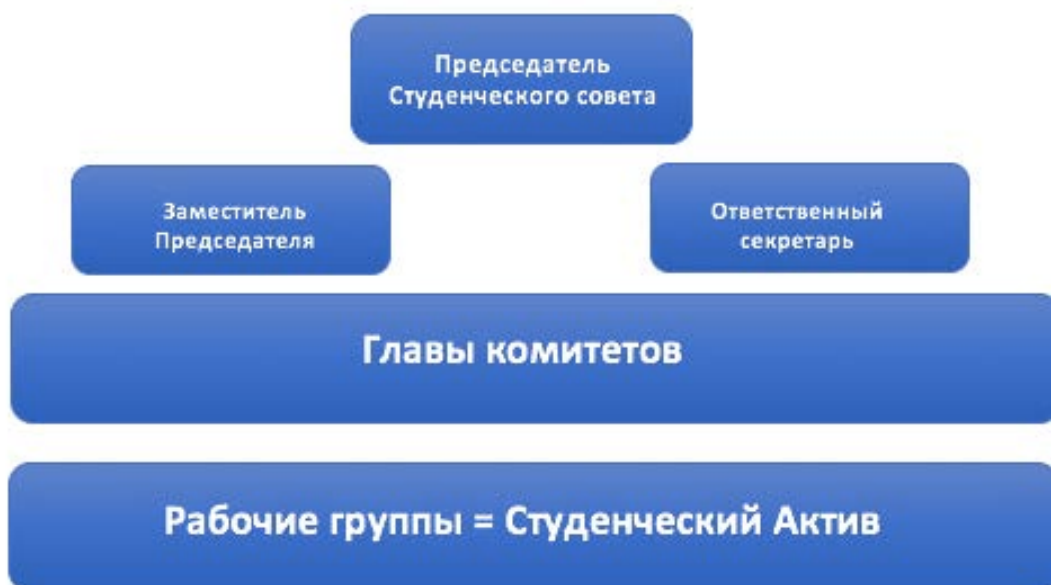 Председатель
Студенческого совета
Заместитель
Председателя
Ответственный
секретарь
Главы комитетов
Рабочие группы = Студенческий Актив